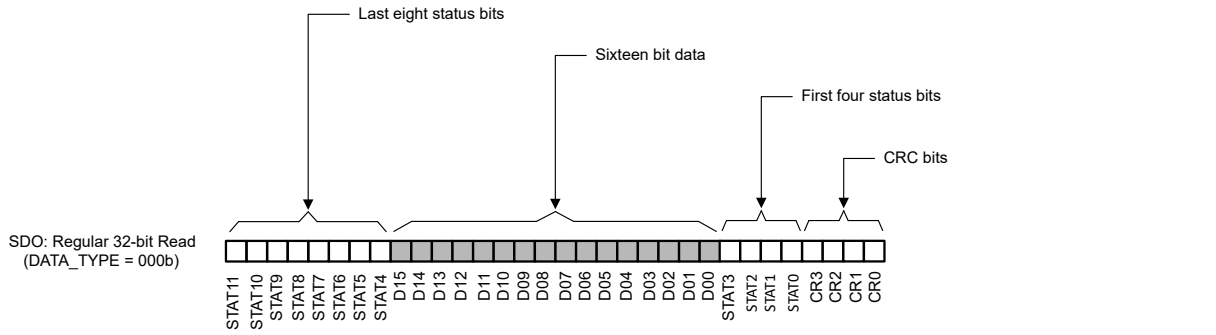 Last eight status bits
Sixteen bit data
First four status bits
CRC bits
SDO: Regular 32-bit Read
(DATA_TYPE = 000b)
STAT11
STAT10
STAT9
STAT8
STAT7
STAT6
STAT5
STAT4
D15
D14
D13
D12
D11
D10
D09
D08
D07
D06
D05
D04
D03
D02
D01
D00
STAT3
STAT2
STAT1
STAT0
CR3
CR2
CR1
CR0